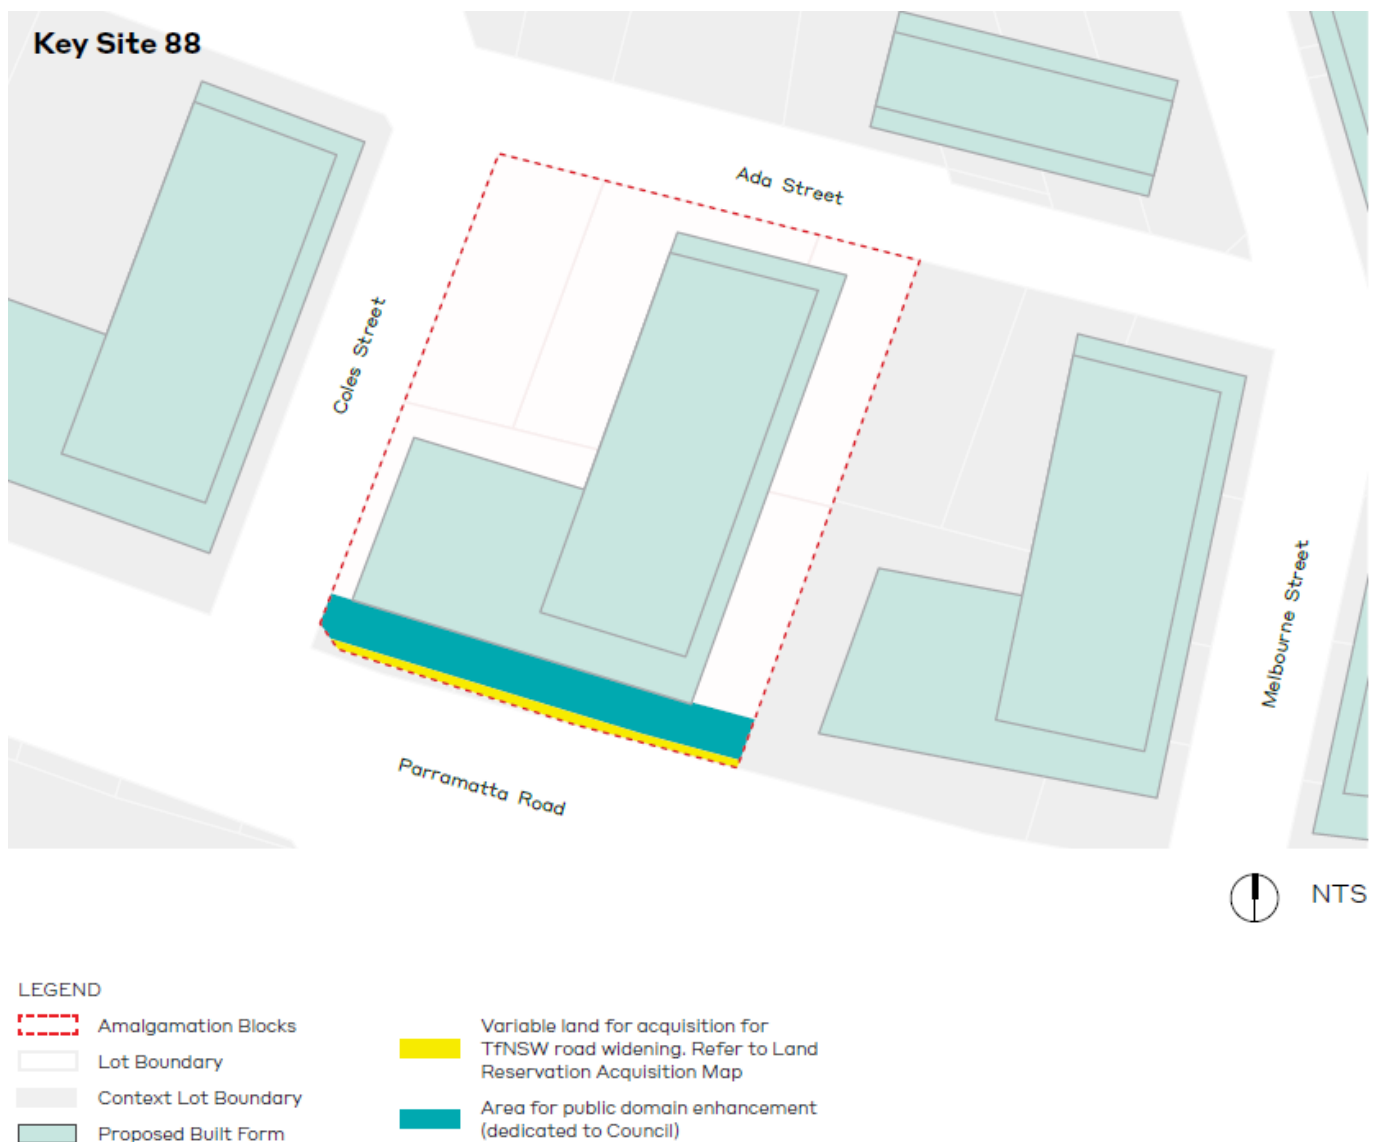 Key Site 88
Ada Street
Coles Street
Melbourne Street
Parramatta Road
NTS
LEGEND
Amalgamation Blocks
Lot Boundary
Context Lot Boundary
Proposed Built Form
Variable land for acquisition for
TfNSW road widening. Refer to Land
Reservation Acquisition Map
Area for public domain enhancement
(dedicated to Council)